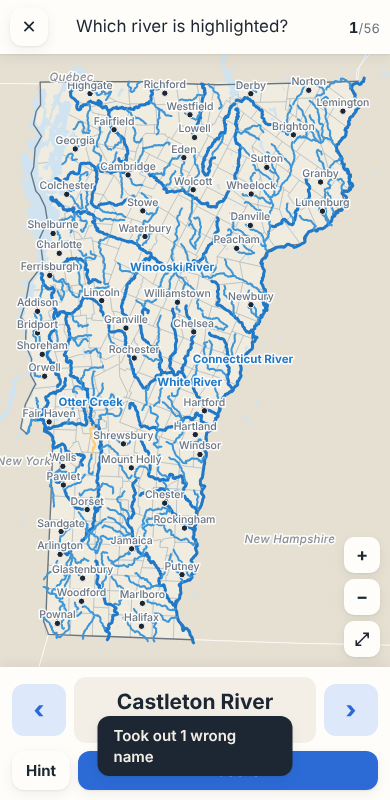 Which river is highlighted?
1/56
Québec
Highgate
Richford
Derby
Norton
Lemington
Westfield
Fairfield
Lowell
Brighton
Georgia
Eden
Sutton
Cambridge
Granby
Colchester
Wolcott
Wheelock
Stowe
Lunenburg
Shelburne
Waterbury
Danville
Charlotte
Peacham
Ferrisburgh
Winooski River
Lincoln
Williamstown
Newbury
Addison
Granville
Chelsea
Bridport
Shoreham
Rochester
Connecticut River
Orwell
White River
Otter Creek
Hartford
Fair Haven
Hartland
Shrewsbury
Windsor
New York
Wells
Mount Holly
Pawlet
Chester
Dorset
Rockingham
Sandgate
New Hampshire
Arlington
Jamaica
Glastenbury
Putney
Woodford
Marlboro
Pownal
Halifax
+
−
Castleton River
Took out 1 wrong
name
Hint